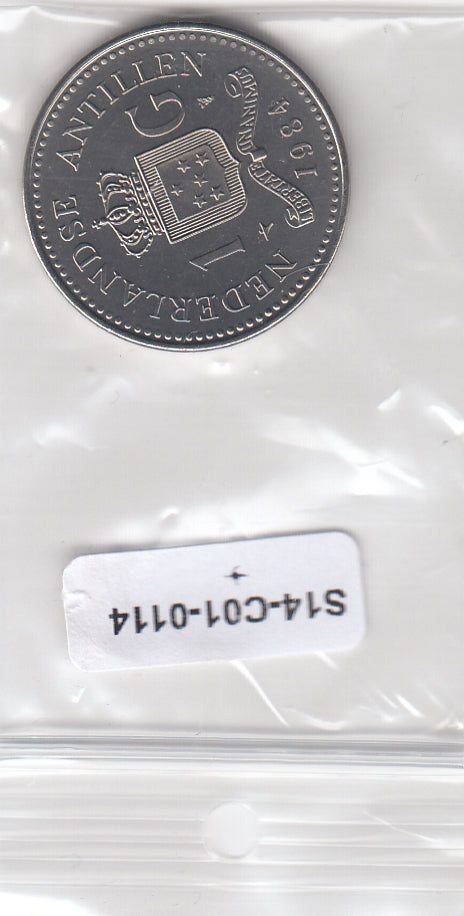 NEDERLANDSE ANTILLEN
1 G
LIBERTATE UNANIMUS
1984
S14-C01-0114